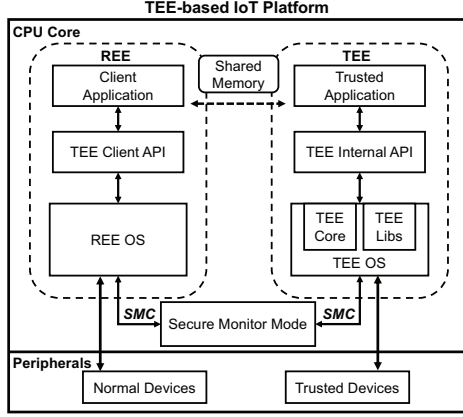 TEE-based IoT Platform
CPU Core
REE
TEE
Shared
Memory
Client
Application
Trusted
Application
TEE Client API
TEE Internal API
REE OS
TEE
Core
TEE
Libs
TEE OS
SMC
Secure Monitor Mode
SMC
Peripherals
Normal Devices
Trusted Devices